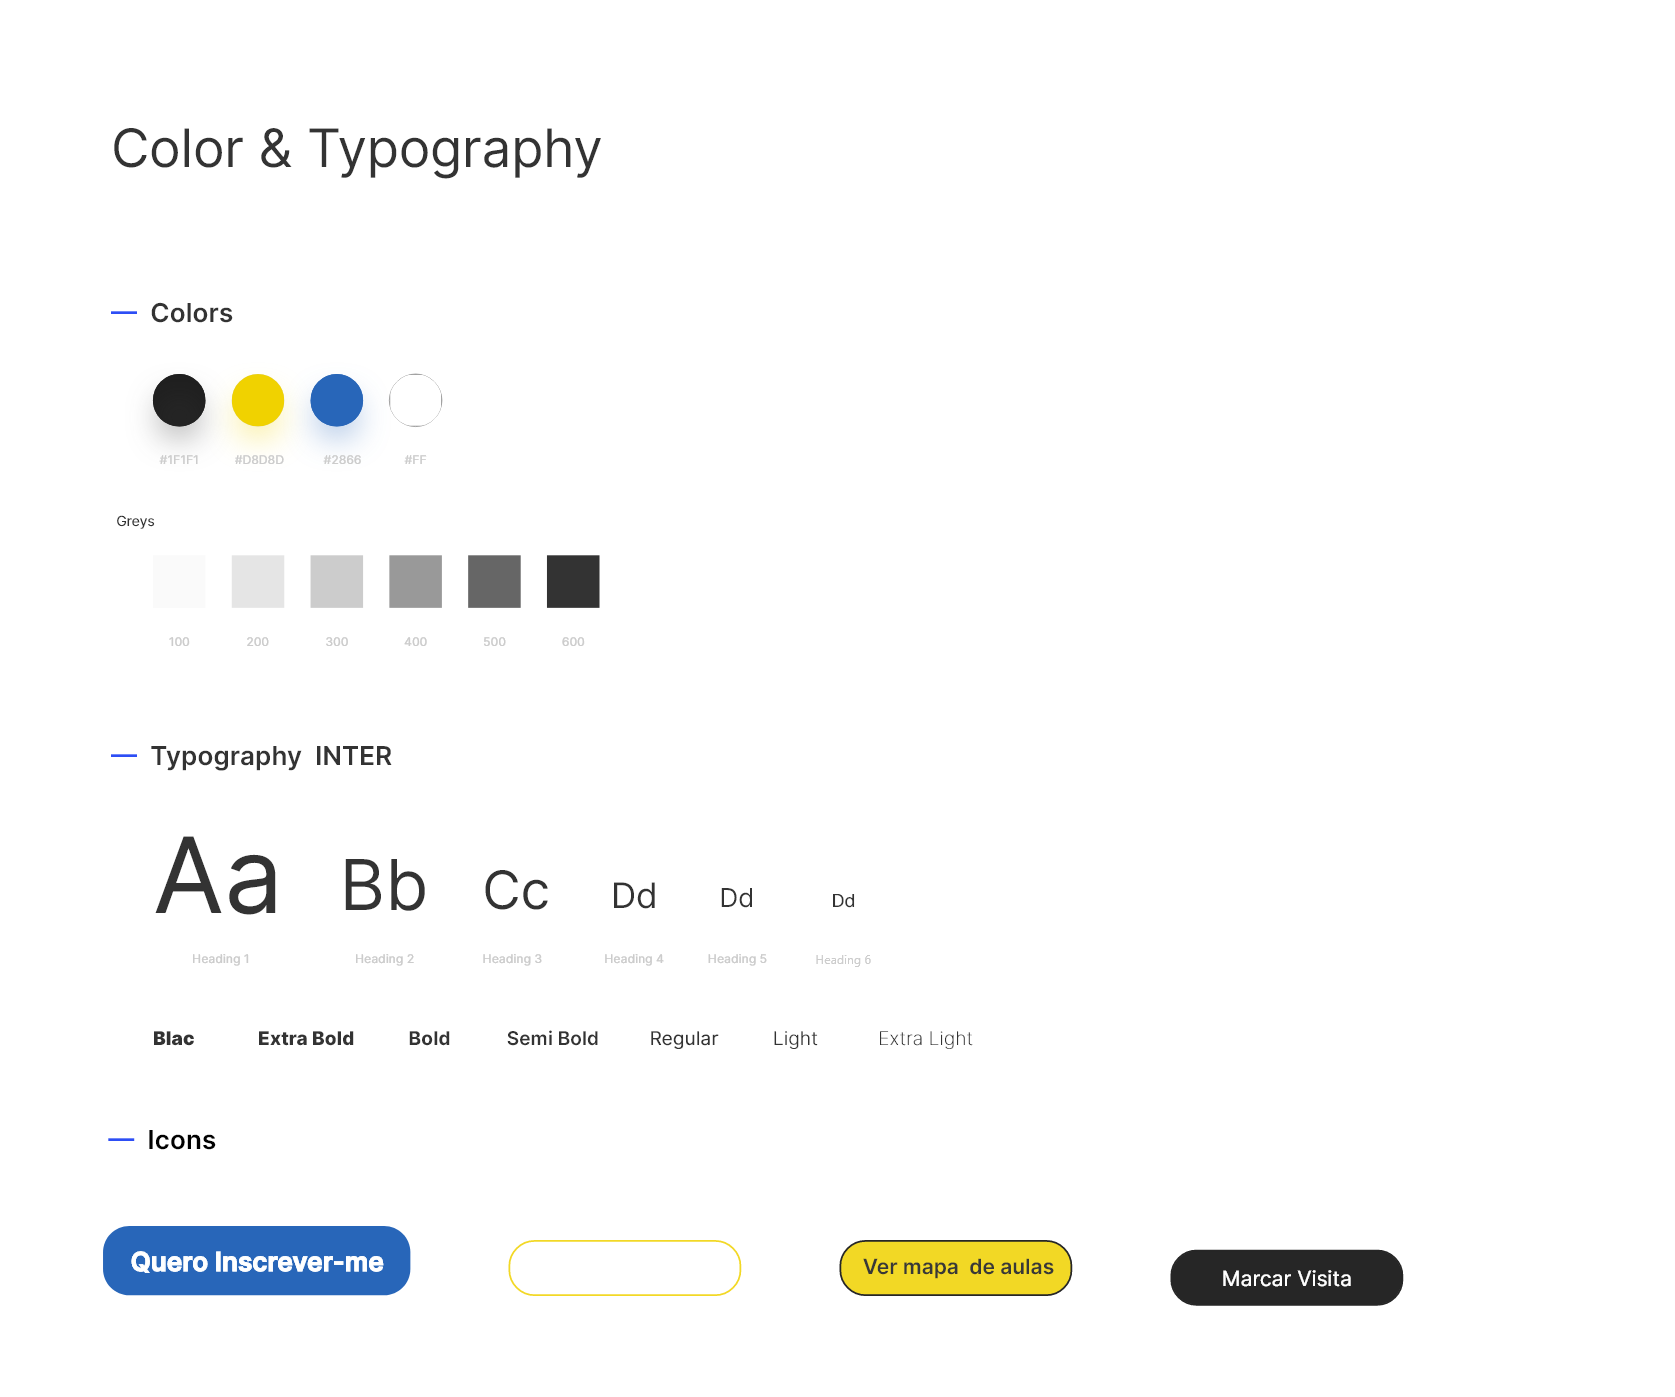 Color & Typography
Colors
#1F1F1 #D8D8D #2866 #FF
Greys
100 200 300 400 500 600
Typography INTER
Aa Bb Cc Dd Dd Dd
Heading 1 Heading 2 Heading 3 Heading 4 Heading 5 Heading 6
Blac Extra Bold Bold Semi Bold Regular Light Extra Light
Icons
Quero Inscrever-me Ver mapa de aulas Marcar Visita